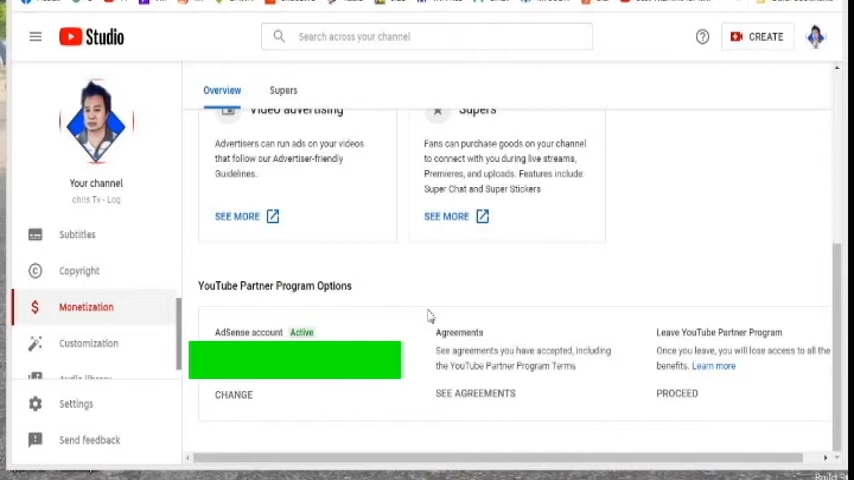 Studio
Search across your channel
CREATE
Your channel
chris Tv - Log
Subtitles
Copyright
Monetization
Customization
Audio library
Settings
Send feedback
Overview
Supers
Video advertising
Advertisers can run ads on your videos
that follow our Advertiser-friendly
Guidelines.
SEE MORE
Supers
Fans can purchase goods on your channel
to connect with you during live streams,
Premieres, and uploads. Features include:
Super Chat and Super Stickers
SEE MORE
YouTube Partner Program Options
AdSense account Active
CHANGE
Agreements
See agreements you have accepted, including
the YouTube Partner Program Terms
SEE AGREEMENTS
Leave YouTube Partner Program
Once you leave, you will lose access to all the
benefits. Learn more
PROCEED